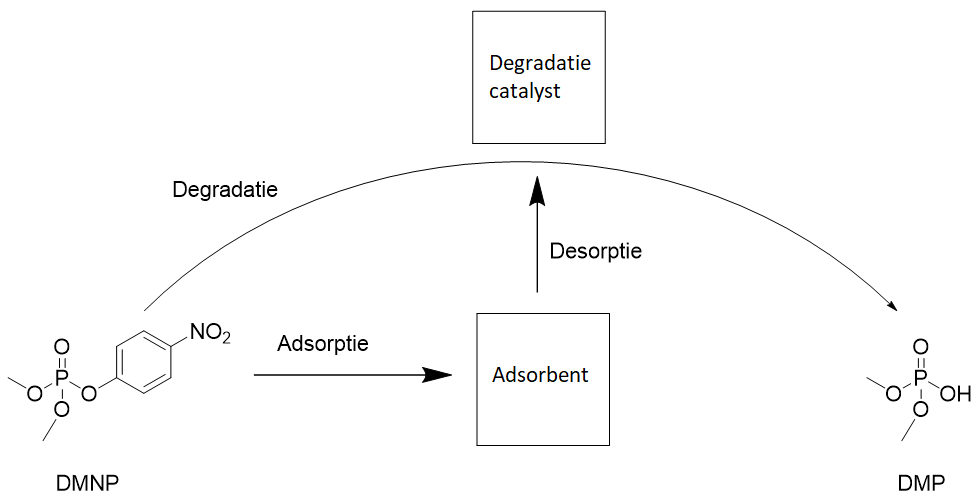 Degradatie
catalyst
Degradatie
Desorptie
Adsorptie
Adsorbent
NO₂
O
P
O
O
O
DMNP
O
P
O
OH
O
DMP